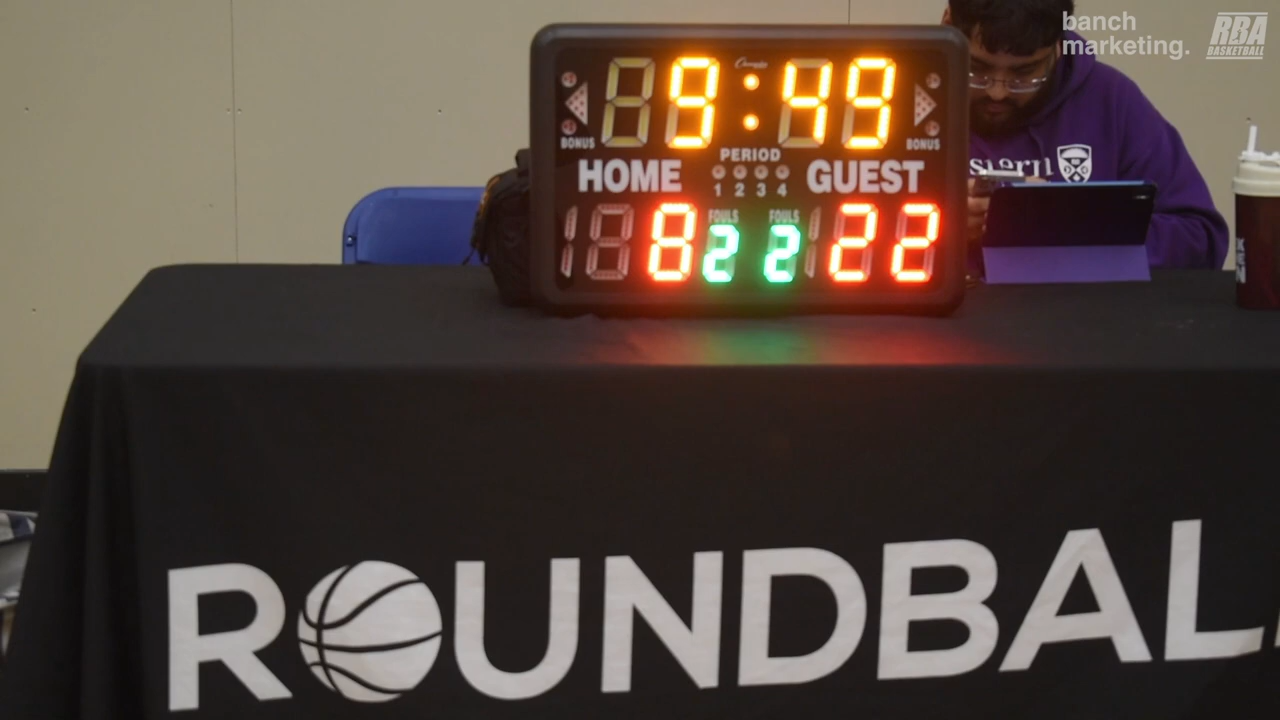 banch
marketing.
RBA
BASKETBALL
9:49
BONUS
BONUS
PERIOD
HOME
GUEST
1 2 3 4
FOULS
FOULS
8
2
2
22
ROUNDBAL